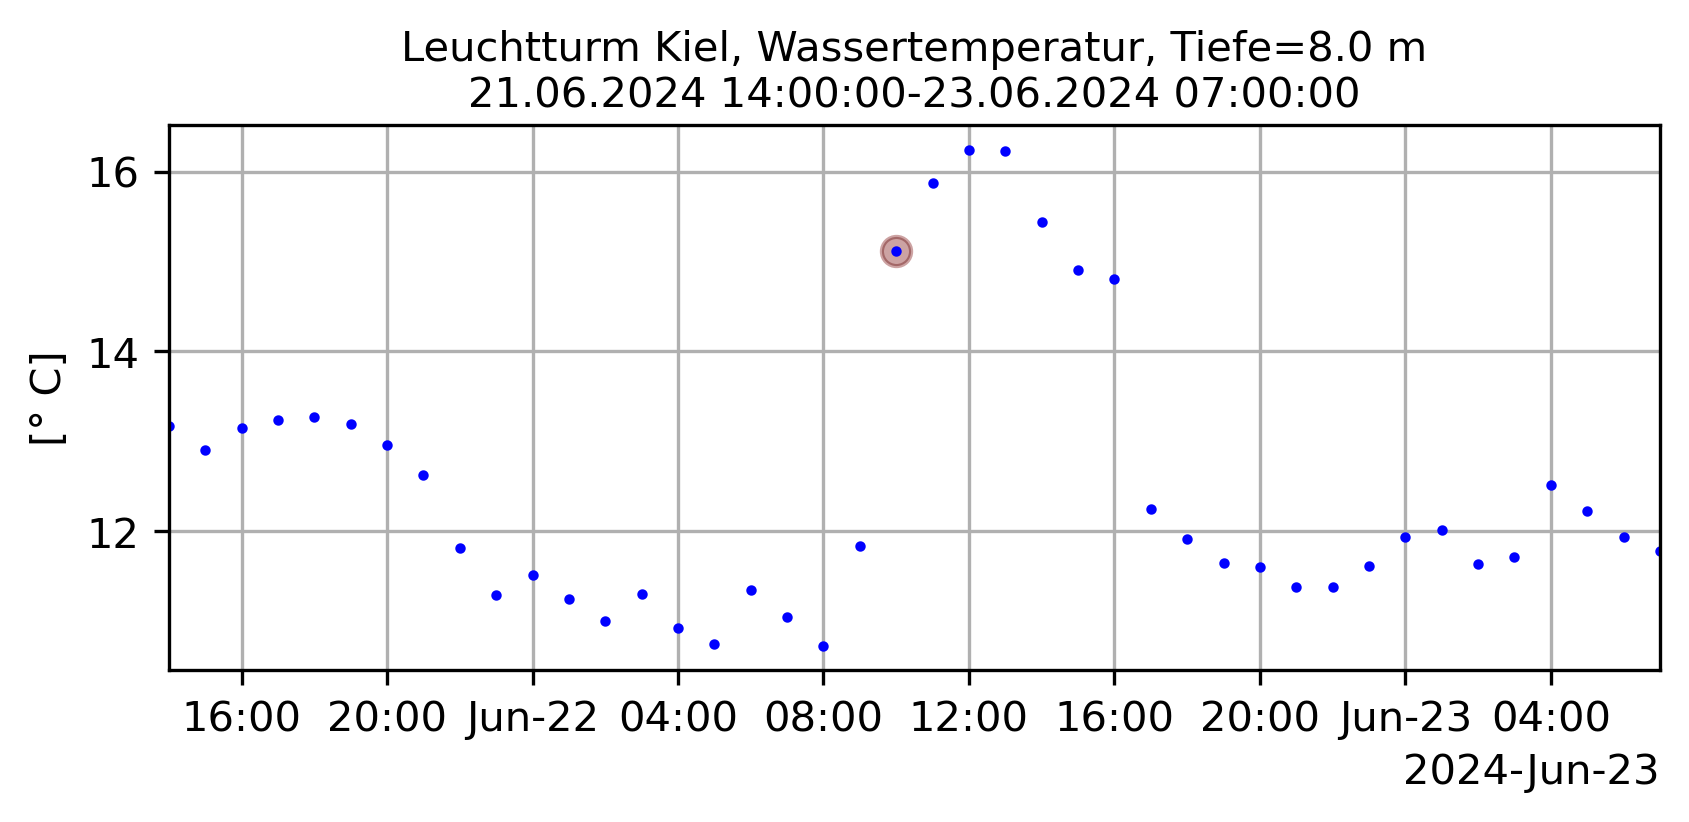 Leuchtturm Kiel, Wassertemperatur, Tiefe=8.0 m
21.06.2024 14:00:00-23.06.2024 07:00:00
16
14
12
[° C]
16:00 20:00 Jun-22 04:00 08:00 12:00 16:00 20:00 Jun-23 04:00
2024-Jun-23